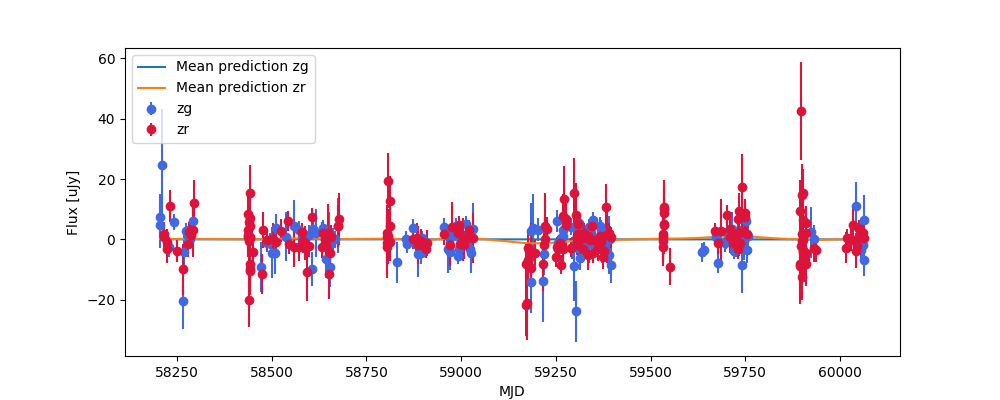 60
40
20
0
−20
Flux [uJy]
Mean prediction zg
Mean prediction zr
zg
zr
58250 58500 58750 59000 59250 59500 59750 60000
MJD